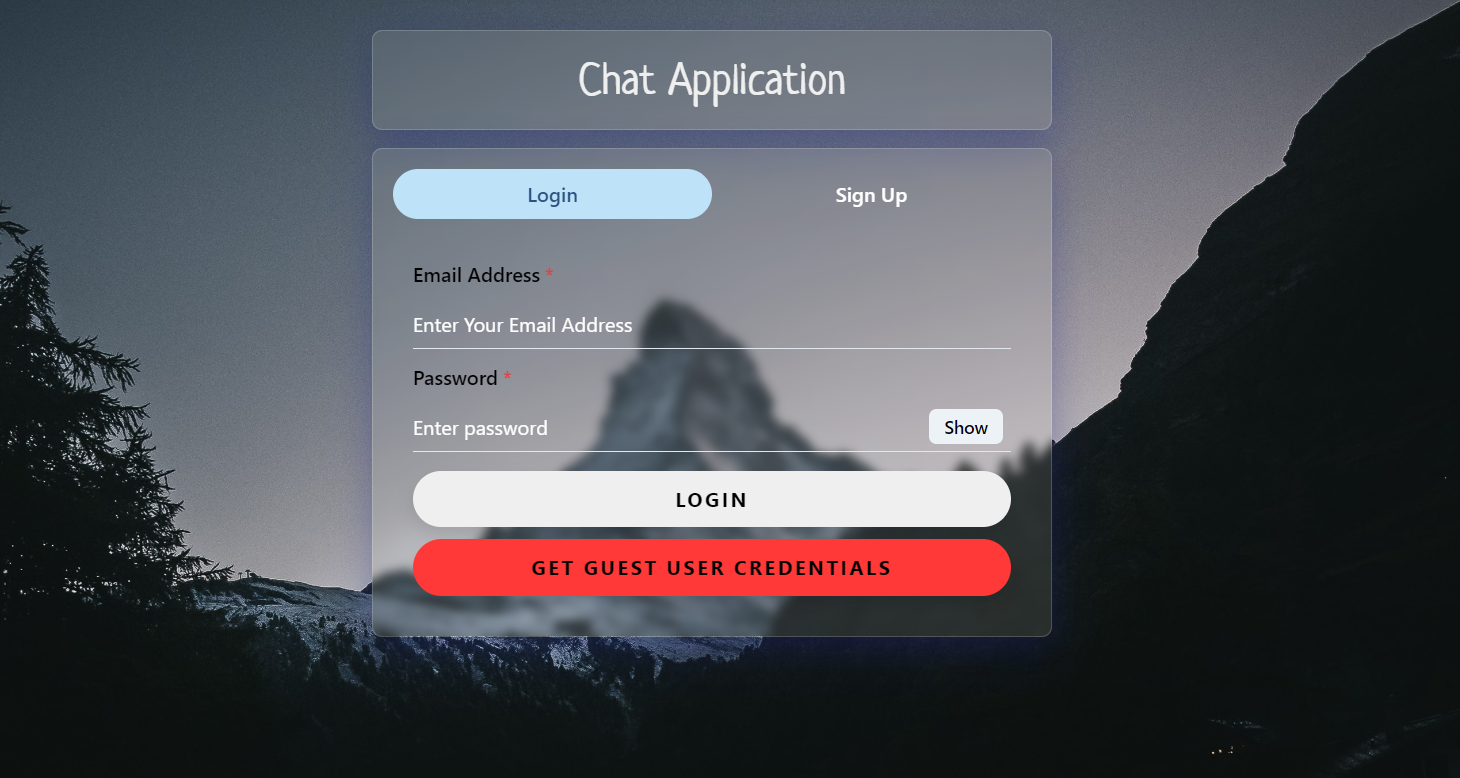 Chat Application
Login
Sign Up
Email Address *
Enter Your Email Address
Password *
Enter password
Show
LOGIN
GET GUEST USER CREDENTIALS